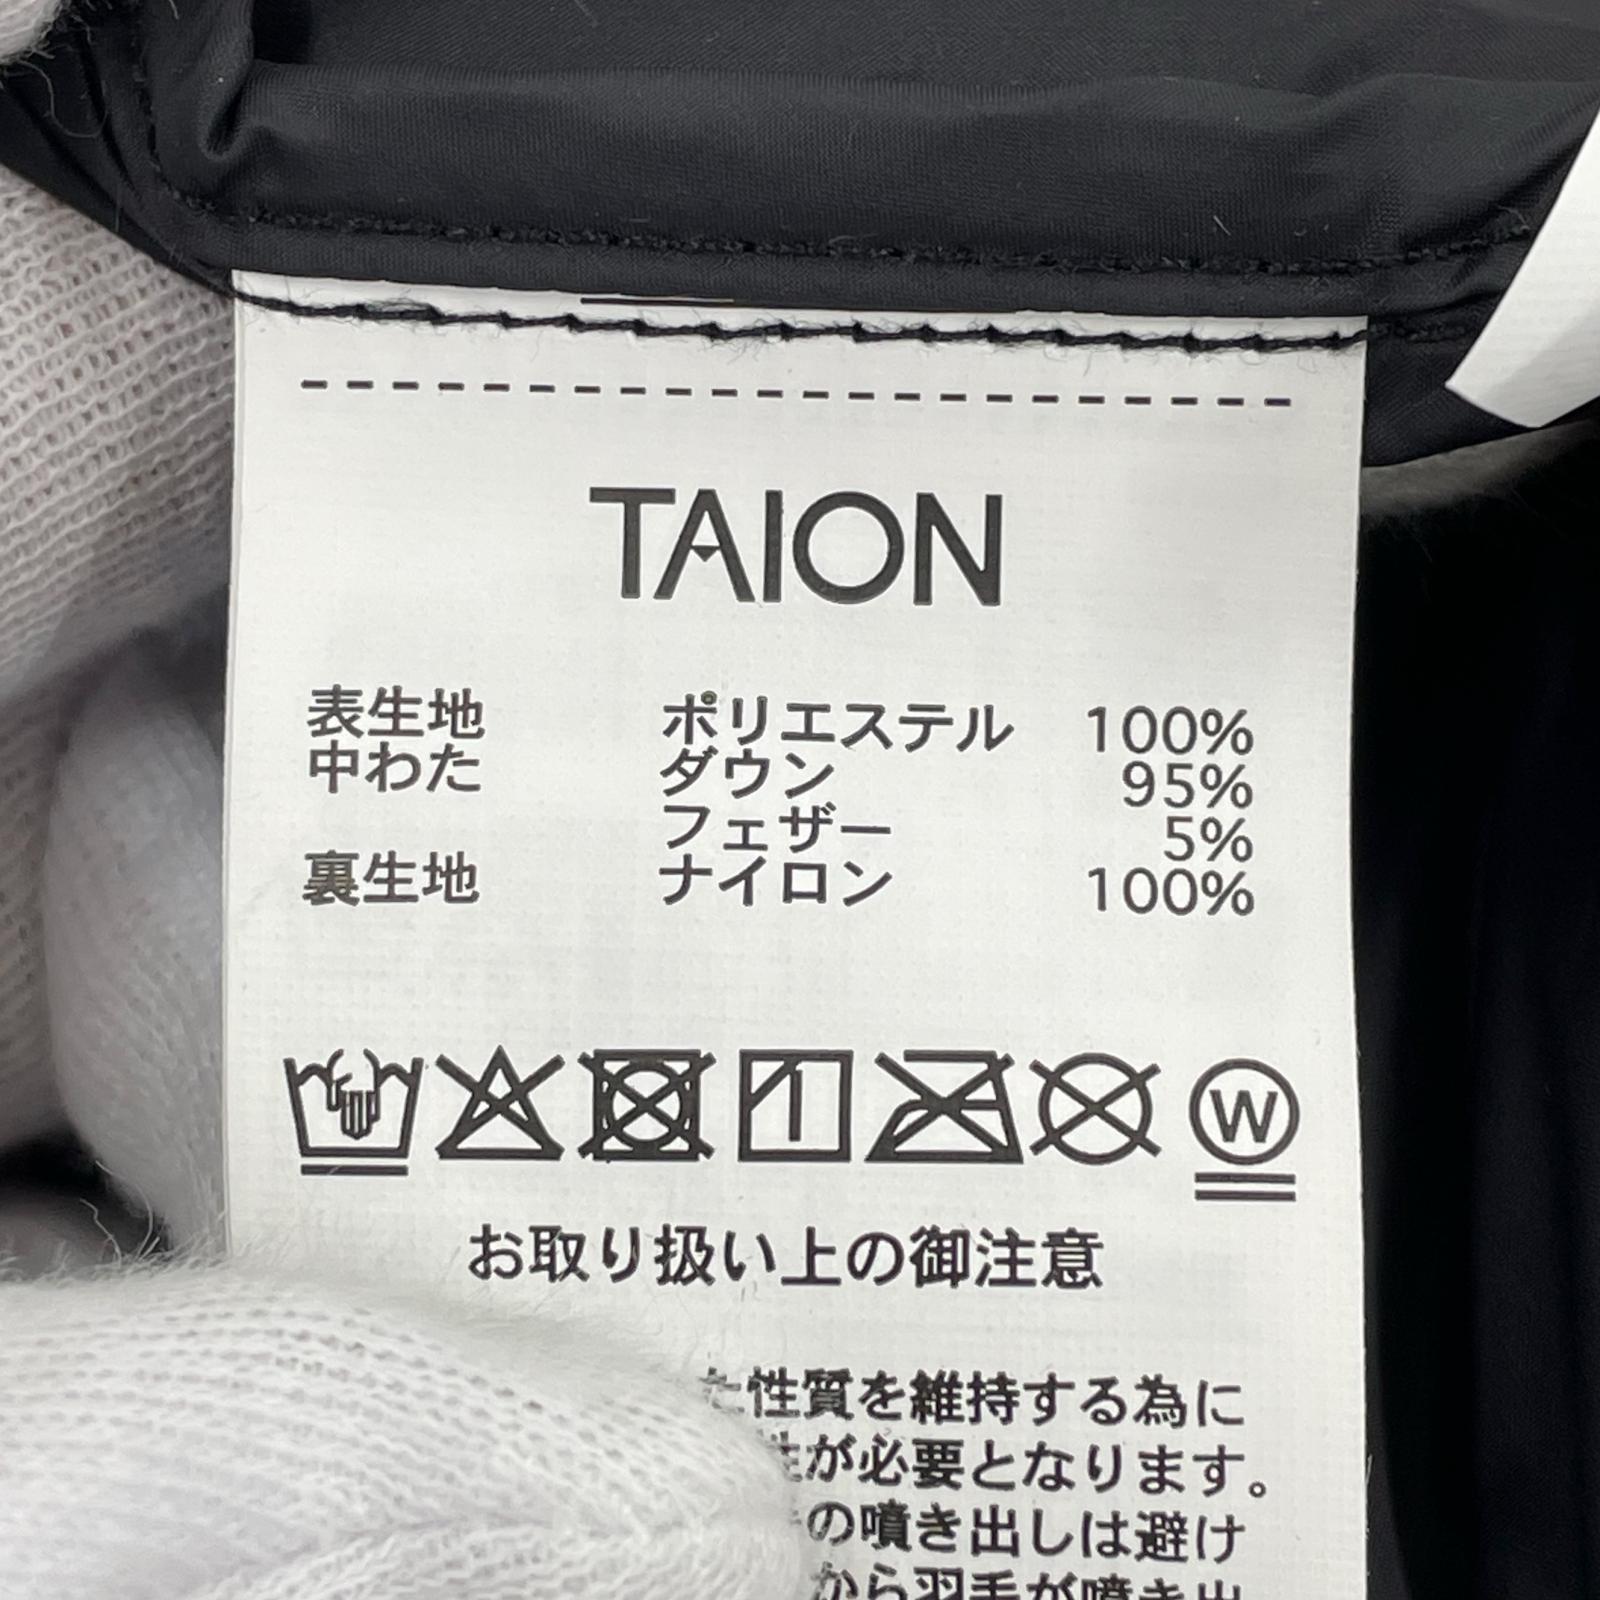 TAION
表生地 ポリエステル 100%
中わた ダウン 95%
フェザー 5%
裏生地 ナイロン 100%
W
お取り扱い上の御注意
性質を維持する為に
が必要となります。
の噴き出しは避け
から羽毛が噴き出